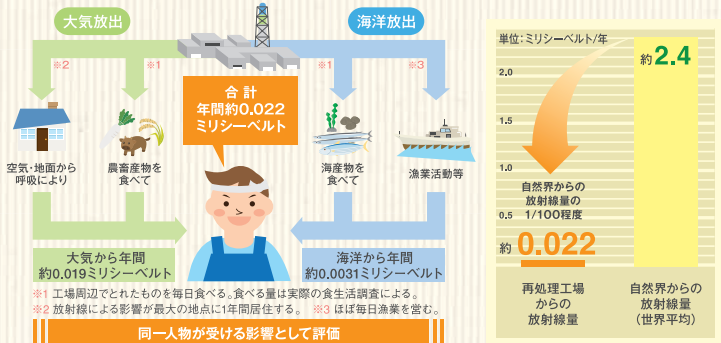 大気放出
海洋放出
※2
※1
※1
※3
合計
年間約0.022
ミリシーベルト
空気・地面から
呼吸により
農畜産物を
食べて
海産物を
食べて
漁業活動等
大気から年間
約0.019ミリシーベルト
海洋から年間
約0.0031ミリシーベルト
※1 工場周辺でとれたものを毎日食べる。食べる量は実際の食生活調査による。
※2 放射線による影響が最大の地点に1年間居住する。 ※3 ほぼ毎日漁業を営む。
同一人物が受ける影響として評価
単位：ミリシーベルト/年
約2.4
2.0
1.5
1.0
0.5
自然界からの
放射線量の
1/100程度
約0.022
再処理工場
からの
放射線量
自然界からの
放射線量
(世界平均)